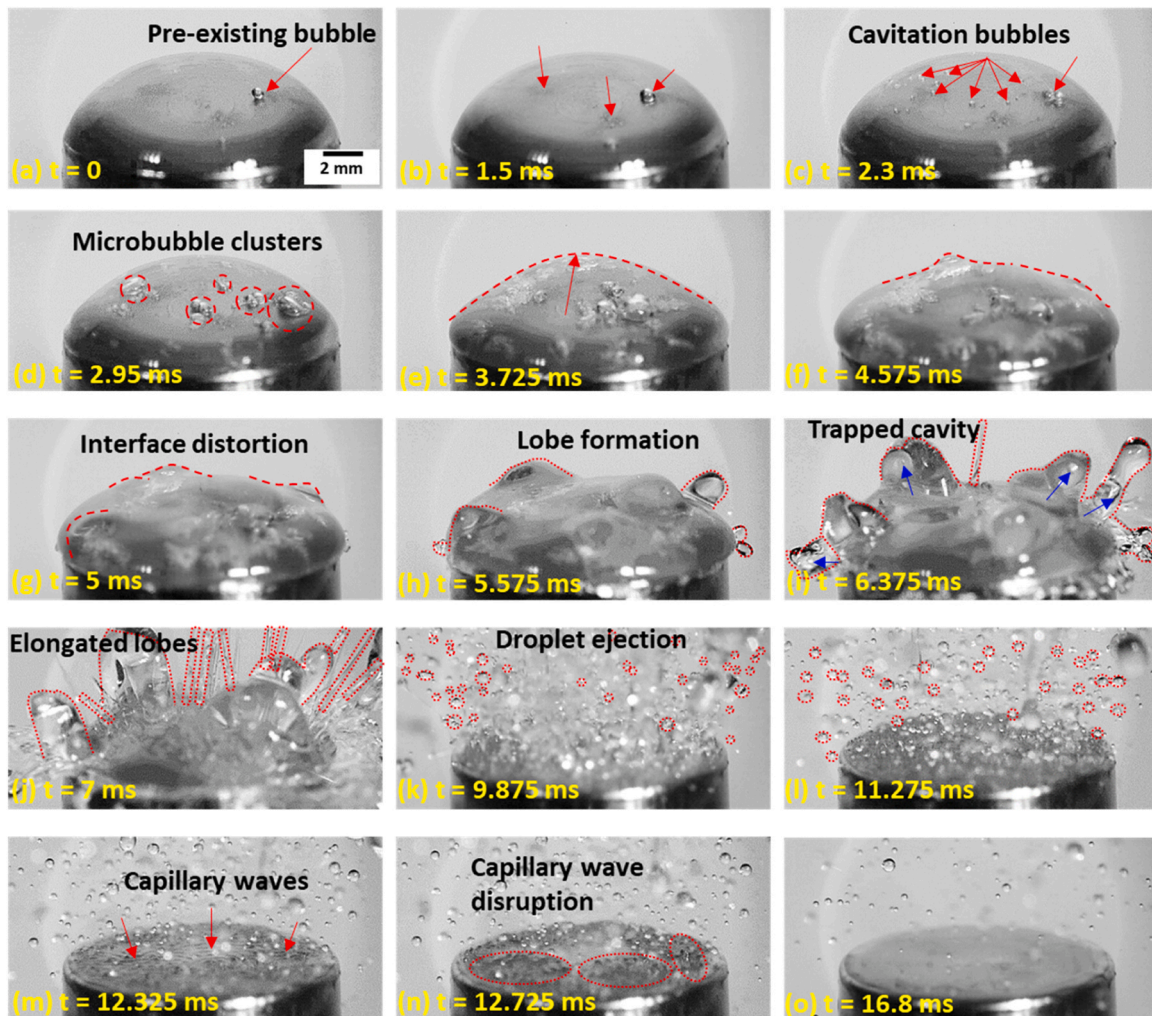 Pre-existing bubble
(a) t = 0
2 mm
(b) t = 1.5 ms
Cavitation bubbles
(c) t = 2.3 ms
Microbubble clusters
(d) t = 2.95 ms
(e) t = 3.725 ms
(f) t = 4.575 ms
Interface distortion
(g) t = 5 ms
Lobe formation
(h) t = 5.575 ms
Trapped cavity
(i) t = 6.375 ms
Elongated lobes
(j) t = 7 ms
Droplet ejection
(k) t = 9.875 ms
(l) t = 11.275 ms
Capillary waves
(m) t = 12.325 ms
Capillary wave
disruption
(n) t = 12.725 ms
(o) t = 16.8 ms